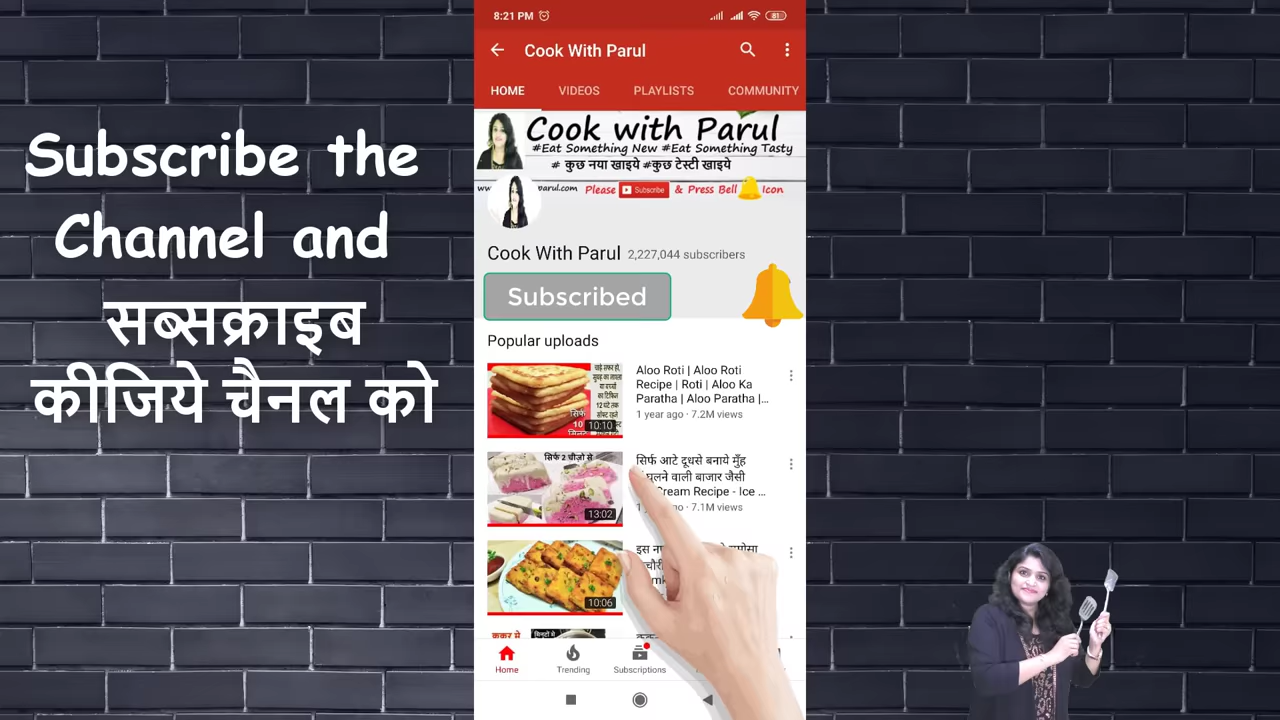 Subscribe the
Channel and
सब्सक्राइब
कीजिये चैनल को
8:21 PM
81
Cook With Parul
HOME VIDEOS PLAYLISTS COMMUNITY
Cook with Parul
#Eat Something New #Eat Something Tasty
# कुछ नया खाइये #कुछ टेस्टी खाइये
Please Subscribe & Press Bell Icon
Cook With Parul 2,227,044 subscribers
Subscribed
Popular uploads
10:10
Aloo Roti | Aloo Roti
Recipe | Roti | Aloo Ka
Paratha | Aloo Paratha |...
1 year ago · 7.2M views
सिर्फ 2 चीज़ो से
13:02
सिर्फ आटे दूधसे बनाये मुँह
घुलने वाली बाजार जैसी
Cream Recipe - Ice ...
7.1M views
10:06
इस
Home Trending Subscriptions